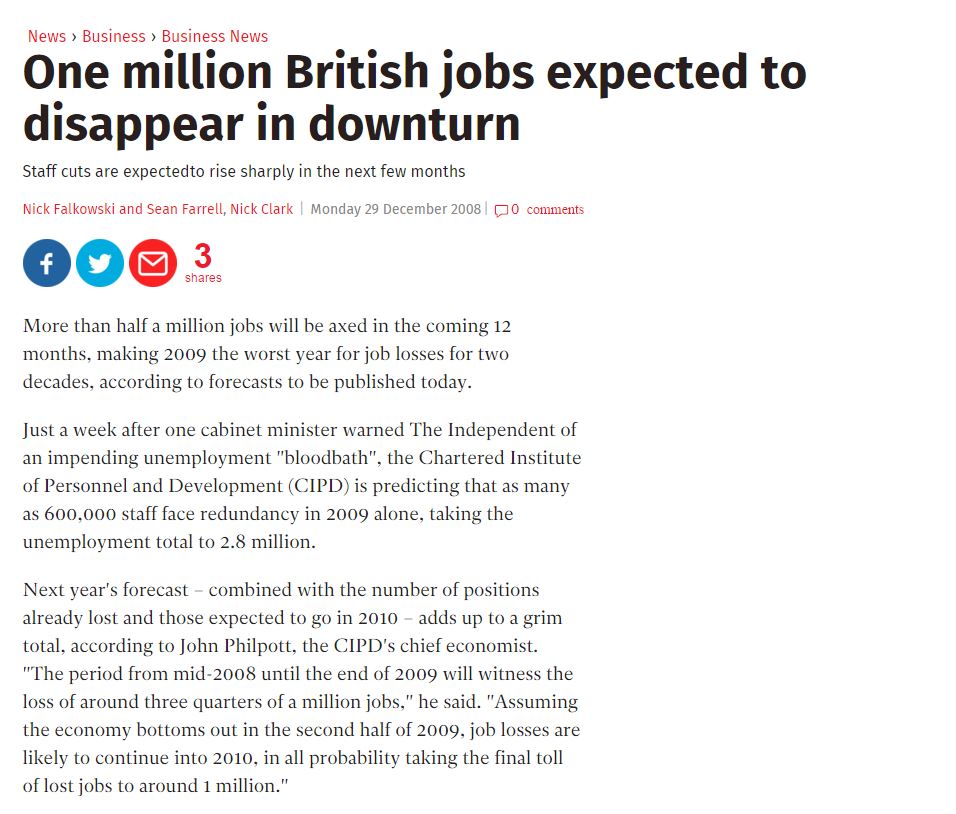 News › Business › Business News
One million British jobs expected to
disappear in downturn
Staff cuts are expectedto rise sharply in the next few months
Nick Falkowski and Sean Farrell, Nick Clark | Monday 29 December 2008 | 0 comments
f 3
shares
More than half a million jobs will be axed in the coming 12
months, making 2009 the worst year for job losses for two
decades, according to forecasts to be published today.
Just a week after one cabinet minister warned The Independent of
an impending unemployment "bloodbath", the Chartered Institute
of Personnel and Development (CIPD) is predicting that as many
as 600,000 staff face redundancy in 2009 alone, taking the
unemployment total to 2.8 million.
Next year's forecast – combined with the number of positions
already lost and those expected to go in 2010 – adds up to a grim
total, according to John Philpott, the CIPD's chief economist.
"The period from mid-2008 until the end of 2009 will witness the
loss of around three quarters of a million jobs," he said. "Assuming
the economy bottoms out in the second half of 2009, job losses are
likely to continue into 2010, in all probability taking the final toll
of lost jobs to around 1 million."